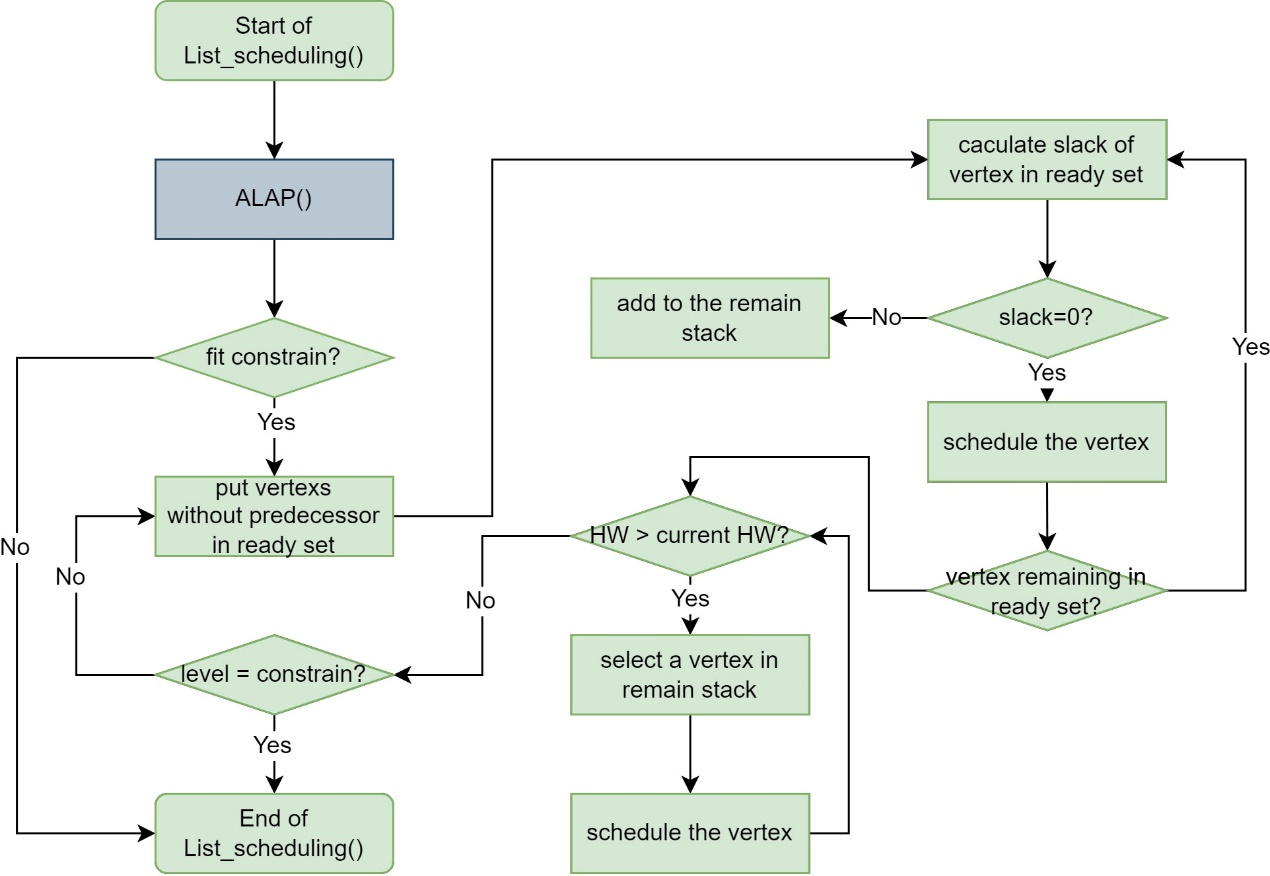 Start of
List_scheduling()
ALAP()
fit constrain?
Yes
No
put vertexs
without predecessor
in ready set
No
level = constrain?
Yes
End of
List_scheduling()
caculate slack of
vertex in ready set
slack=0?
No
add to the remain
stack
Yes
schedule the vertex
vertex remaining in
ready set?
Yes
HW > current HW?
No
Yes
select a vertex in
remain stack
schedule the vertex